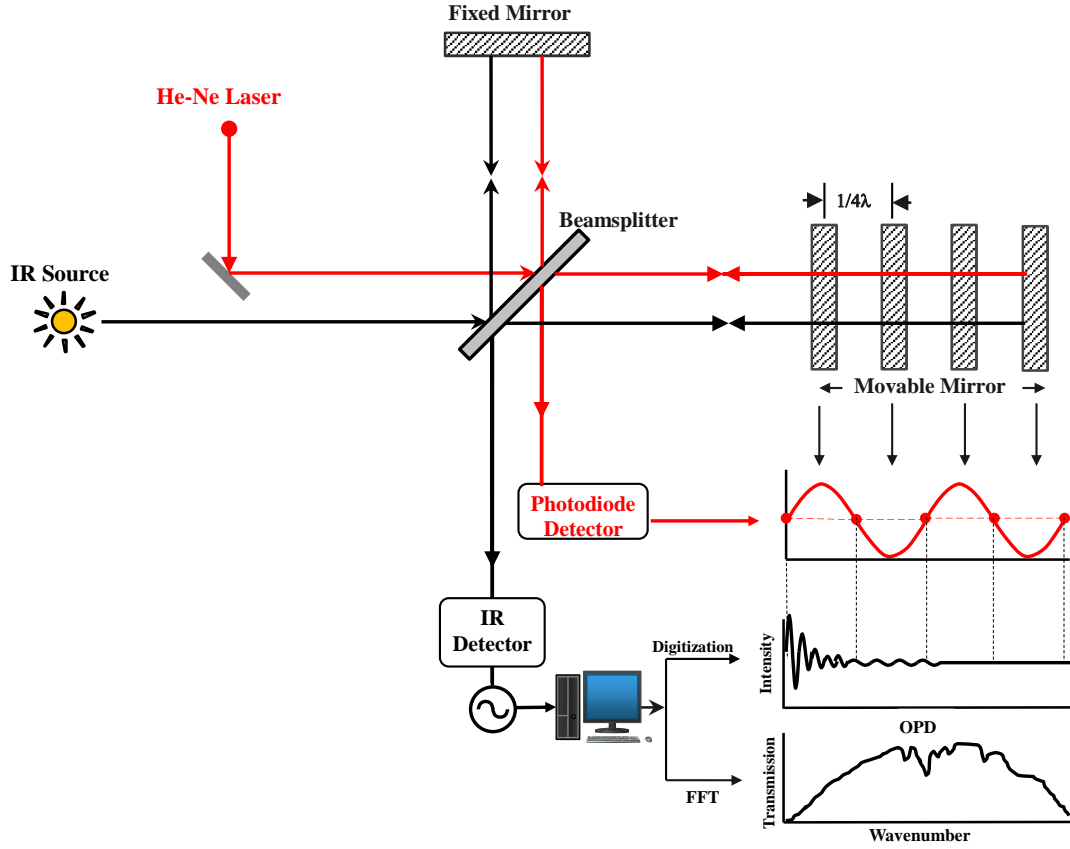 Fixed Mirror
He-Ne Laser
1/4λ
Beamsplitter
IR Source
Movable Mirror
Photodiode
Detector
IR
Detector
Digitization
Intensity
OPD
FFT
Transmission
Wavenumber